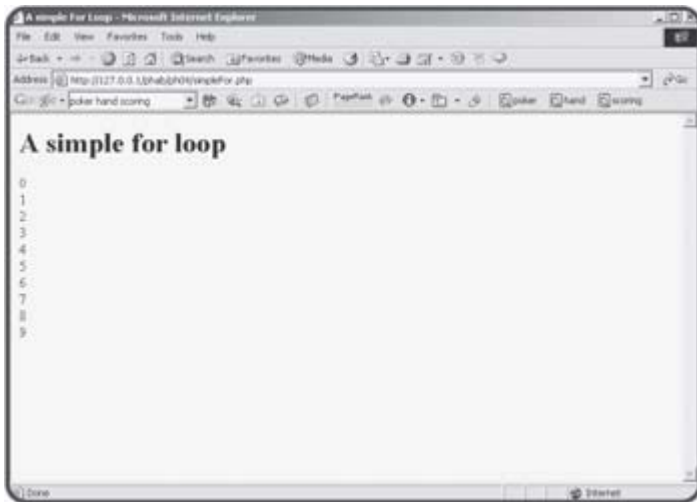 A simple For Loop - Microsoft Internet Explorer
File Edit View Favorites Tools Help
Back Search Favorites Media
Address http://127.0.0.1/phab/ph04/simpleFor.php Go
poker hand scoring PageRank poker hand scoring
A simple for loop
0
1
2
3
4
5
6
7
8
9
Done Internet